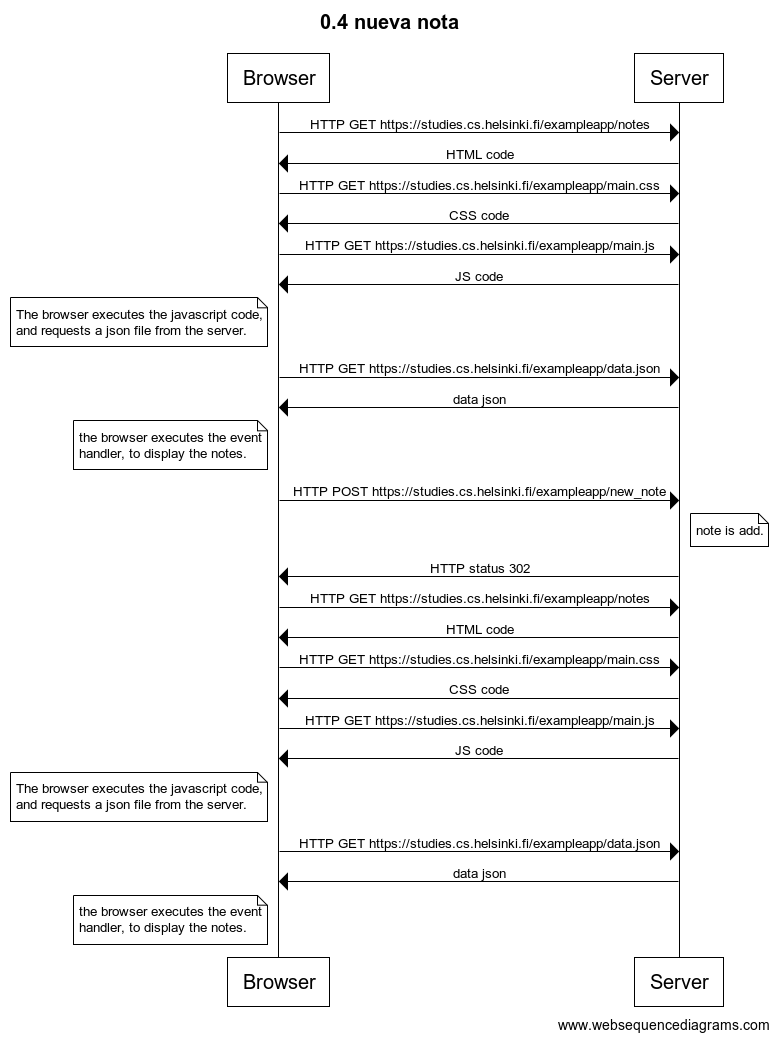 0.4 nueva nota
Browser
Server
HTTP GET https://studies.cs.helsinki.fi/exampleapp/notes
HTML code
HTTP GET https://studies.cs.helsinki.fi/exampleapp/main.css
CSS code
HTTP GET https://studies.cs.helsinki.fi/exampleapp/main.js
JS code
The browser executes the javascript code,
and requests a json file from the server.
HTTP GET https://studies.cs.helsinki.fi/exampleapp/data.json
data json
the browser executes the event
handler, to display the notes.
HTTP POST https://studies.cs.helsinki.fi/exampleapp/new_note
note is add.
HTTP status 302
HTTP GET https://studies.cs.helsinki.fi/exampleapp/notes
HTML code
HTTP GET https://studies.cs.helsinki.fi/exampleapp/main.css
CSS code
HTTP GET https://studies.cs.helsinki.fi/exampleapp/main.js
JS code
The browser executes the javascript code,
and requests a json file from the server.
HTTP GET https://studies.cs.helsinki.fi/exampleapp/data.json
data json
the browser executes the event
handler, to display the notes.
Browser
Server
www.websequencediagrams.com